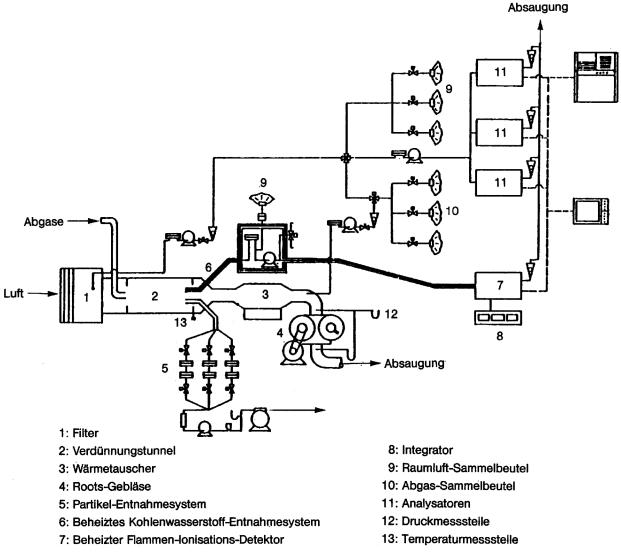 Absaugung
11
9
11
11
10
9
Abgase
6
Luft
1
2
3
7
13
4
12
8
5
Absaugung
1: Filter
2: Verdünnungstunnel
3: Wärmetauscher
4: Roots-Gebläse
5: Partikel-Entnahmesystem
6: Beheiztes Kohlenwasserstoff-Entnahmesystem
7: Beheizter Flammen-Ionisations-Detektor
8: Integrator
9: Raumluft-Sammelbeutel
10: Abgas-Sammelbeutel
11: Analysatoren
12: Druckmesssteile
13: Temperaturmesssteile